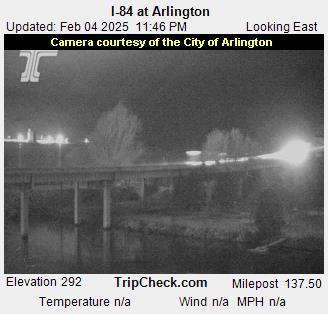 I-84 at Arlington
Updated: Feb 04 2025 11:46 PM Looking East
Camera courtesy of the City of Arlington
Elevation 292 TripCheck.com Milepost 137.50
Temperature n/a Wind n/a MPH n/a